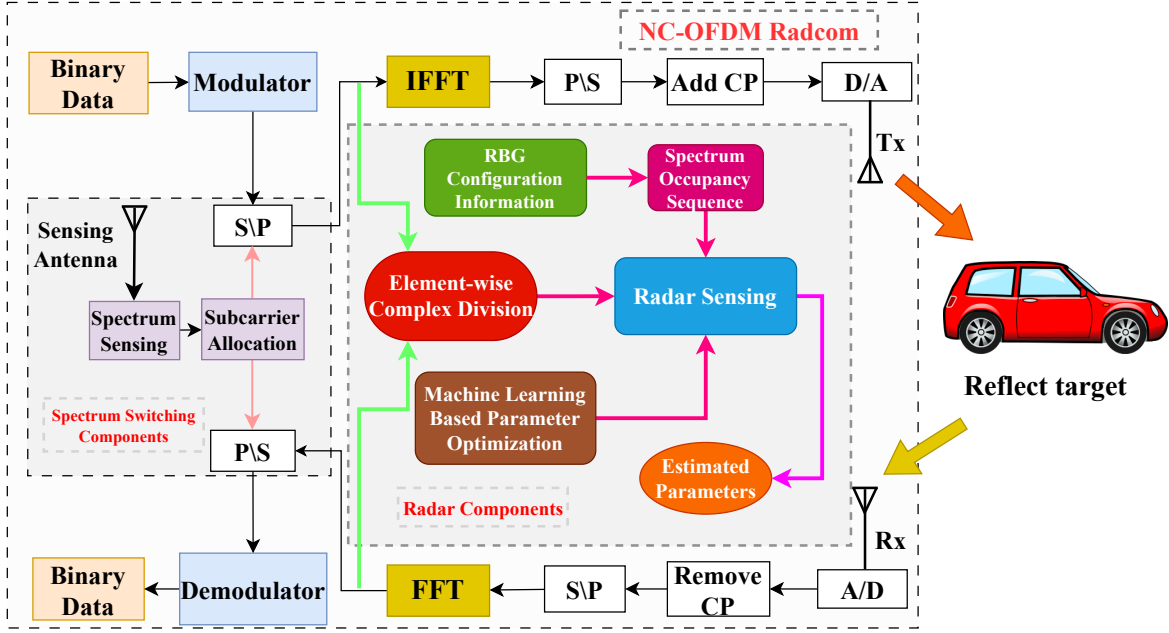 NC-OFDM Radcom
Binary
Data
Modulator
IFFT
P\S
Add CP
D/A
Tx
RBG
Configuration
Information
Spectrum
Occupancy
Sequence
Sensing
Antenna
S\P
Element-wise
Complex Division
Radar Sensing
Spectrum
Sensing
Subcarrier
Allocation
Reflect target
Machine Learning
Based Parameter
Optimization
Spectrum Switching
Components
P\S
Estimated
Parameters
Radar Components
Rx
Binary
Data
Demodulator
FFT
S\P
Remove
CP
A/D